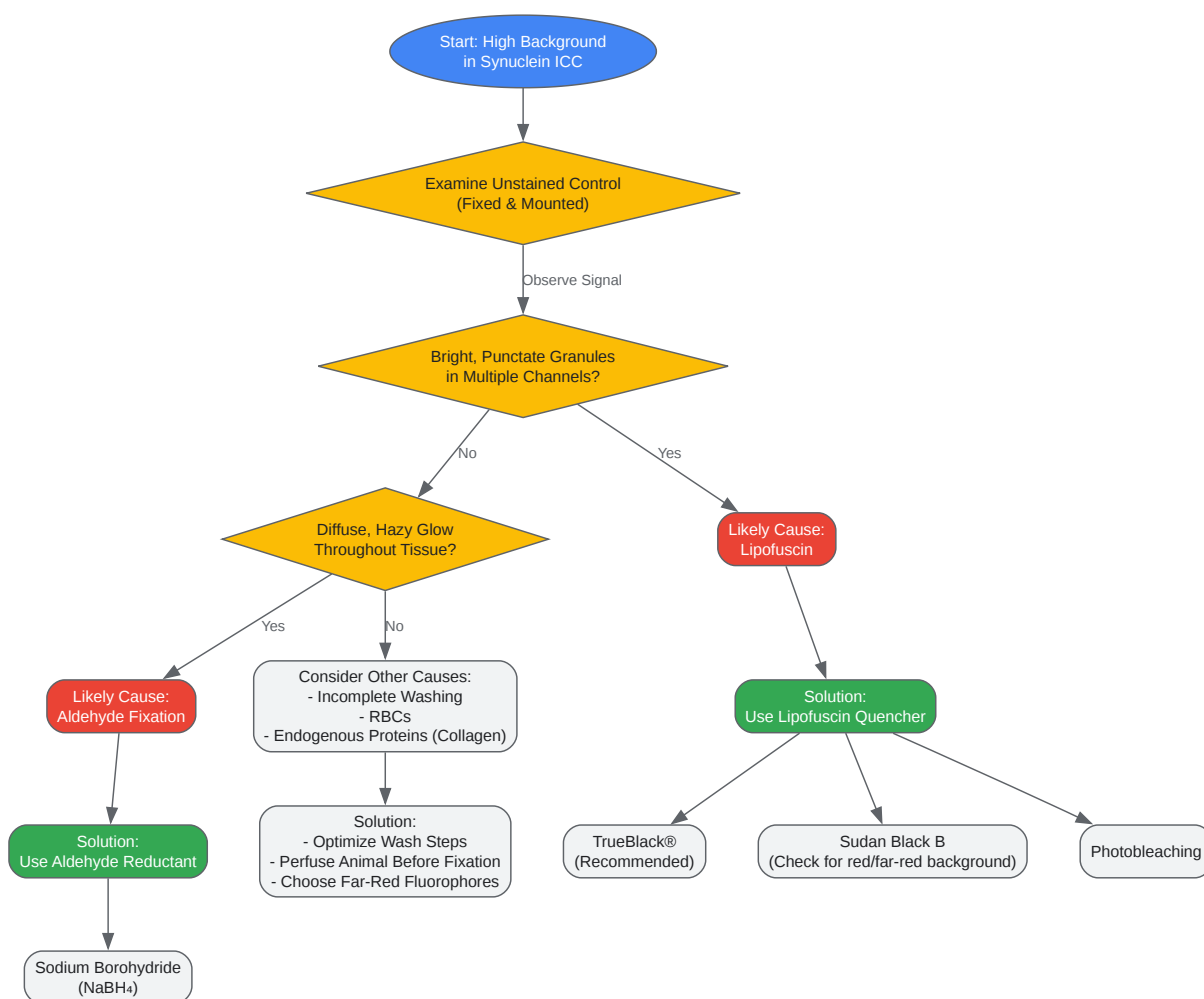 Start: High Background
in Synuclein ICC
Examine Unstained Control
(Fixed & Mounted)
Observe Signal
Bright, Punctate Granules
in Multiple Channels?
No
Yes
Diffuse, Hazy Glow
Throughout Tissue?
Likely Cause:
Lipofuscin
Yes
No
Likely Cause:
Aldehyde Fixation
Consider Other Causes:
- Incomplete Washing
- RBCs
- Endogenous Proteins (Collagen)
Solution:
Use Lipofuscin Quencher
Solution:
Use Aldehyde Reductant
Solution:
- Optimize Wash Steps
- Perfuse Animal Before Fixation
- Choose Far-Red Fluorophores
TrueBlack®
(Recommended)
Sudan Black B
(Check for red/far-red background)
Photobleaching
Sodium Borohydride
(NaBH₄)